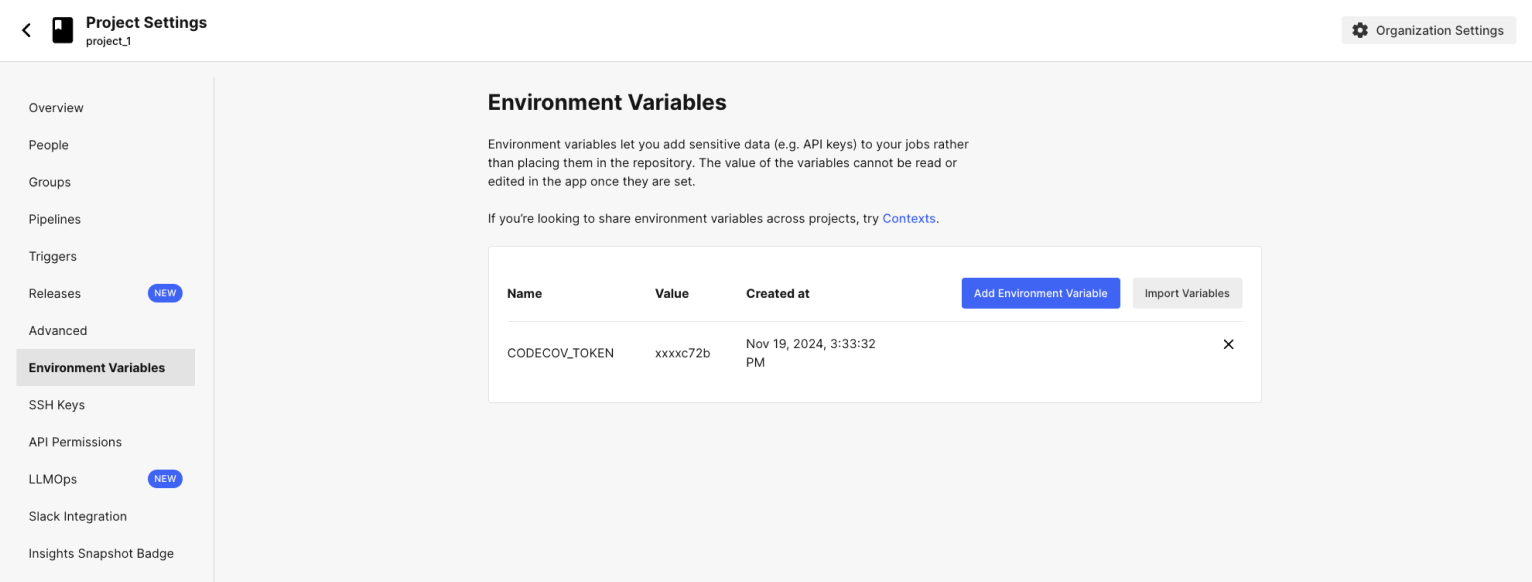 Project Settings
project_1
Organization Settings
Overview
People
Groups
Pipelines
Triggers
Releases NEW
Advanced
Environment Variables
SSH Keys
API Permissions
LLMOps NEW
Slack Integration
Insights Snapshot Badge
Environment Variables
Environment variables let you add sensitive data (e.g. API keys) to your jobs rather
than placing them in the repository. The value of the variables cannot be read or
edited in the app once they are set.
If you're looking to share environment variables across projects, try Contexts.
Name Value Created at Add Environment Variable Import Variables
CODECOV_TOKEN xxxxc72b Nov 19, 2024, 3:33:32
PM